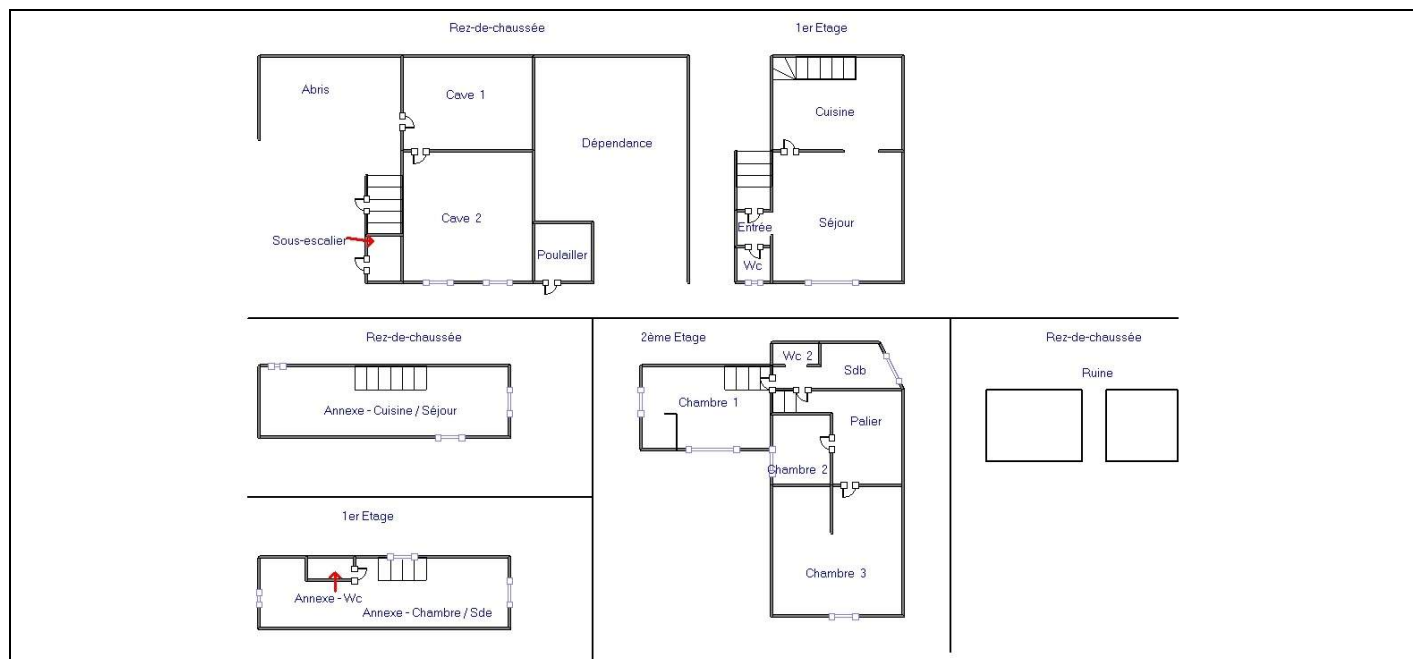 Rez-de-chaussée
1er Etage
Abris
Cave 1
Cuisine
Dépendance
Cave 2
Séjour
Entrée
Sous-escalier
Poulailler
Wc
Rez-de-chaussée
Annexe - Cuisine / Séjour
1er Etage
Annexe - Wc
Annexe - Chambre / Sde
2ème Etage
Wc 2
Sdb
Chambre 1
Palier
Chambre 2
Chambre 3
Rez-de-chaussée
Ruine